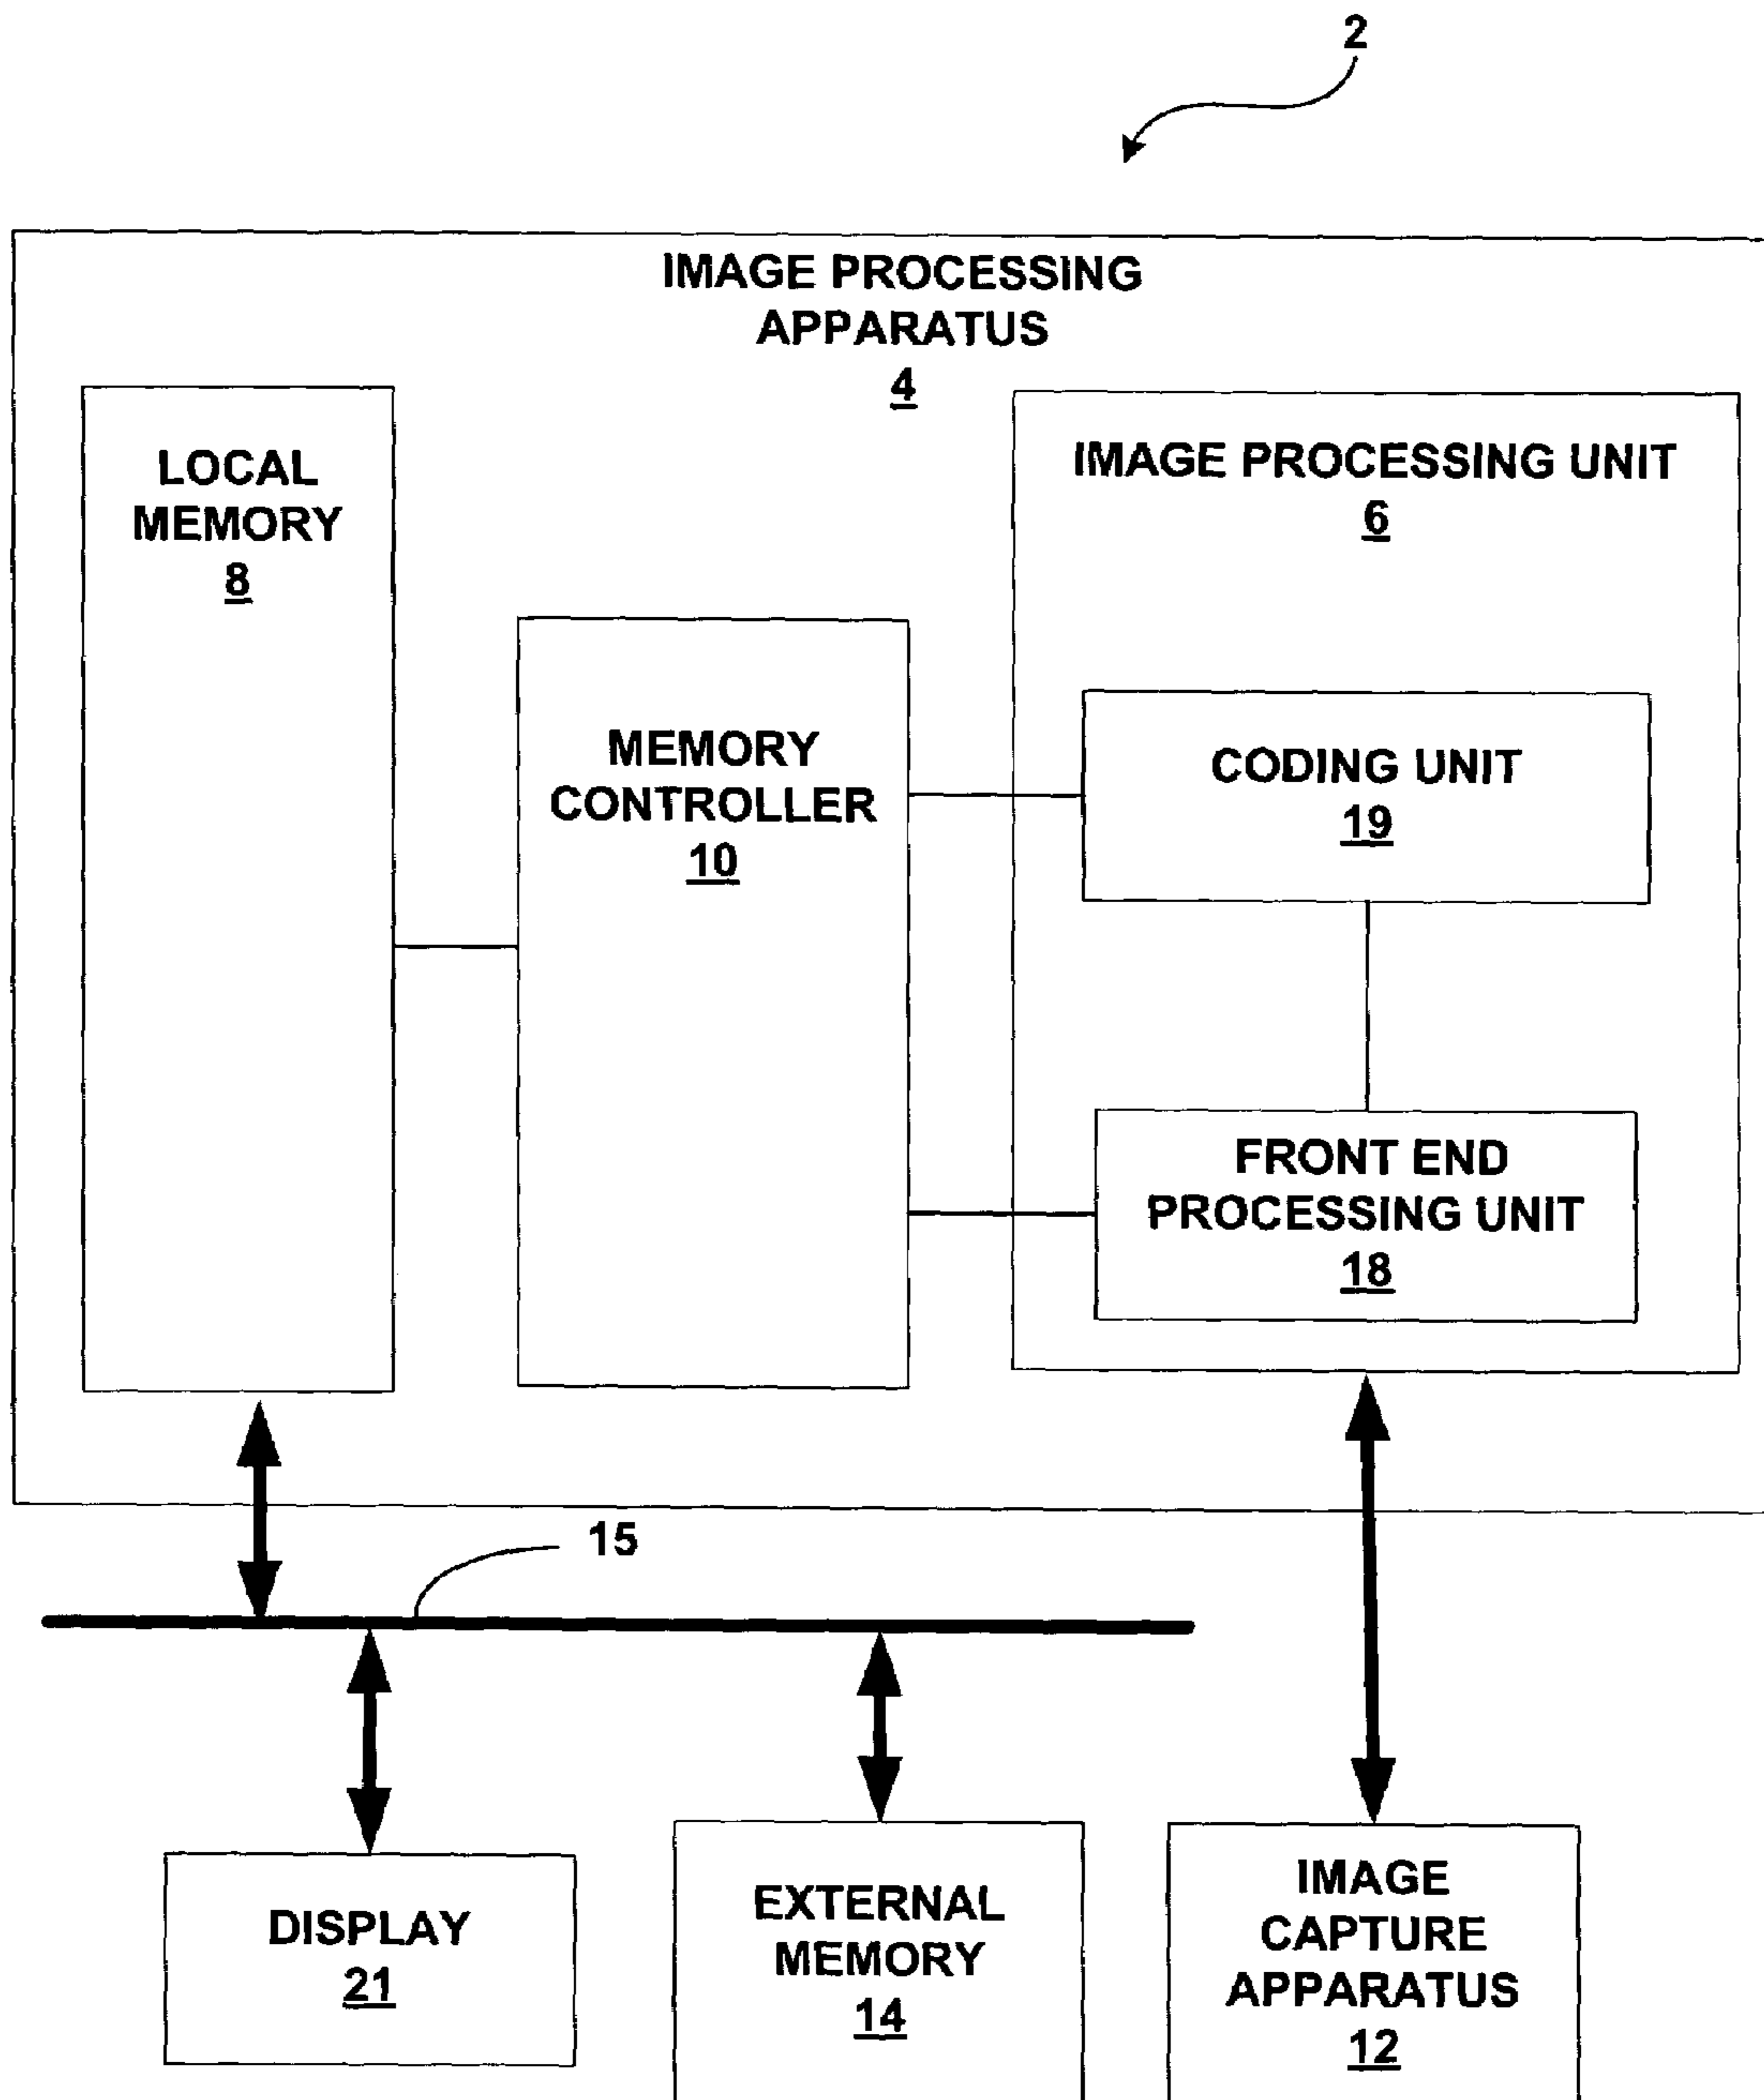 2
IMAGE PROCESSING
APPARATUS
4
LOCAL
MEMORY
8
IMAGE PROCESSING UNIT
6
MEMORY
CONTROLLER
10
CODING UNIT
19
FRONT END
PROCESSING UNIT
18
15
DISPLAY
21
EXTERNAL
MEMORY
14
IMAGE
CAPTURE
APPARATUS
12